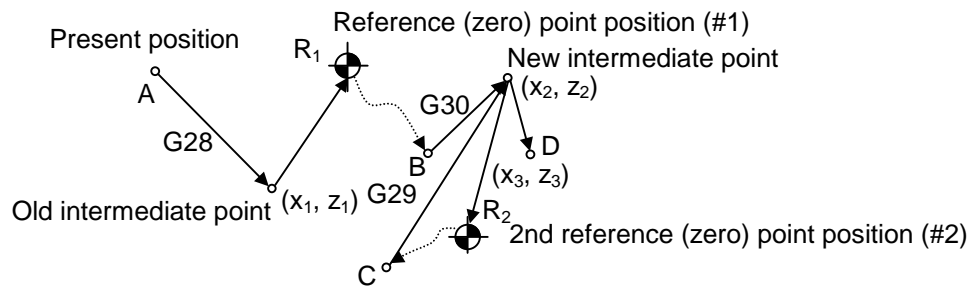 Reference (zero) point position (#1)
Present position
R1
New intermediate point
A
G30
(x2, z2)
G28
D
B
(x3, z3)
G29
Old intermediate point
(x1, z1)
R2
2nd reference (zero) point position (#2)
C